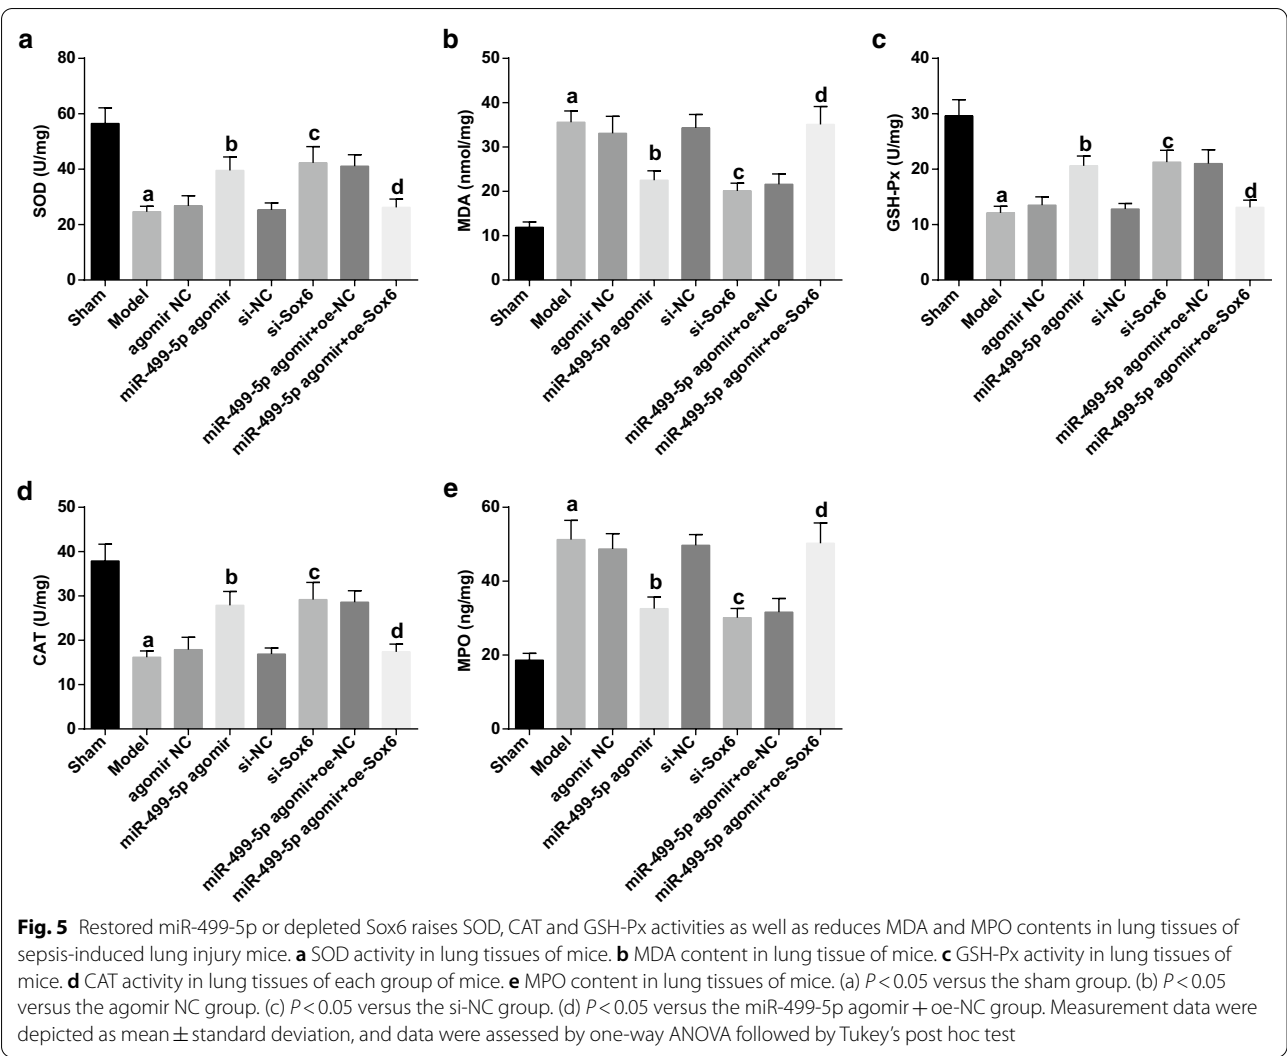 a
SOD (U/mg)
80
60
40
20
0
a
b
c
d
Sham
Model
agomir NC
miR-499-5p agomir
si-NC
si-Sox6
miR-499-5p agomir+oe-NC
miR-499-5p agomir+oe-Sox6
b
MDA (nmol/mg)
50
40
30
20
10
0
a
b
c
d
Sham
Model
agomir NC
miR-499-5p agomir
si-NC
si-Sox6
miR-499-5p agomir+oe-NC
miR-499-5p agomir+oe-Sox6
c
GSH-Px (U/mg)
40
30
20
10
0
a
b
c
d
Sham
Model
agomir NC
miR-499-5p agomir
si-NC
si-Sox6
miR-499-5p agomir+oe-NC
miR-499-5p agomir+oe-Sox6
d
CAT (U/mg)
50
40
30
20
10
0
a
b
c
d
Sham
Model
agomir NC
miR-499-5p agomir
si-NC
si-Sox6
miR-499-5p agomir+oe-NC
miR-499-5p agomir+oe-Sox6
e
MPO (ng/mg)
60
40
20
0
a
b
c
d
Sham
Model
agomir NC
miR-499-5p agomir
si-NC
si-Sox6
miR-499-5p agomir+oe-NC
miR-499-5p agomir+oe-Sox6
Fig. 5 Restored miR-499-5p or depleted Sox6 raises SOD, CAT and GSH-Px activities as well as reduces MDA and MPO contents in lung tissues of
sepsis-induced lung injury mice. a SOD activity in lung tissues of mice. b MDA content in lung tissue of mice. c GSH-Px activity in lung tissues of
mice. d CAT activity in lung tissues of each group of mice. e MPO content in lung tissues of mice. (a) P < 0.05 versus the sham group. (b) P < 0.05
versus the agomir NC group. (c) P < 0.05 versus the si-NC group. (d) P < 0.05 versus the miR-499-5p agomir + oe-NC group. Measurement data were
depicted as mean ± standard deviation, and data were assessed by one-way ANOVA followed by Tukey's post hoc test